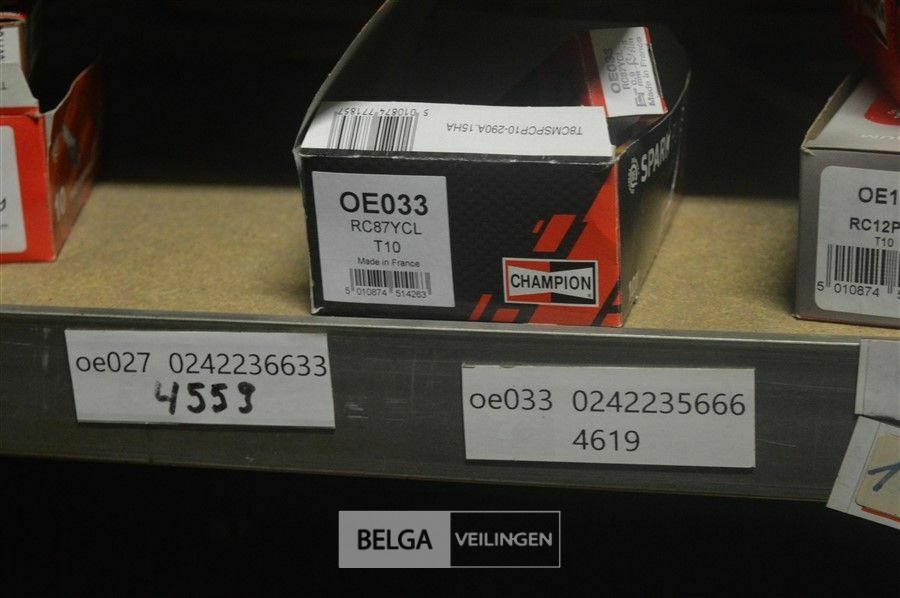 OE033
RC87YCL
T10
Made in France
5 010874 514263
CHAMPION
5 010874 771857
T8CMSPCP10-290A.15HA
SPARK
OE033
RC87YCL
Made in France
OE1
RC12P
T10
5 010874
10
oe027 0242236633
4559
oe033 0242235666
4619
BELGA VEILINGEN